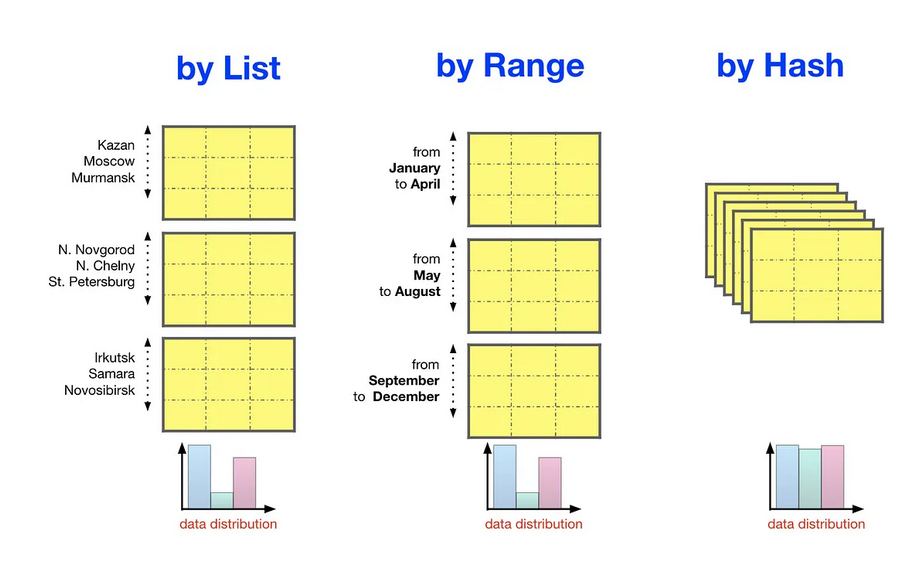 by List
Kazan
Moscow
Murmansk
N. Novgorod
N. Chelny
St. Petersburg
Irkutsk
Samara
Novosibirsk
data distribution
by Range
from
January
to April
from
May
to August
from
September
to December
data distribution
by Hash
data distribution